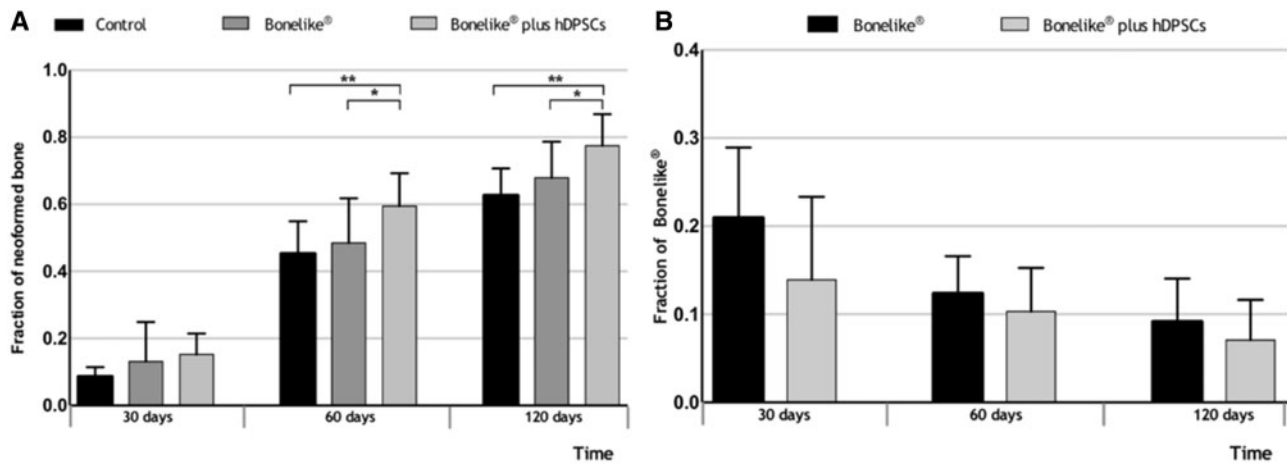 A
Control
Bonelike®
Bonelike® plus hDPSCs
Fraction of neoformed bone
1.0
0.8
0.6
0.4
0.2
0.0
**
*
**
*
30 days
60 days
120 days
Time
B
Bonelike®
Bonelike® plus hDPSCs
Fraction of Bonelike®
0.4
0.3
0.2
0.1
0.0
30 days
60 days
120 days
Time